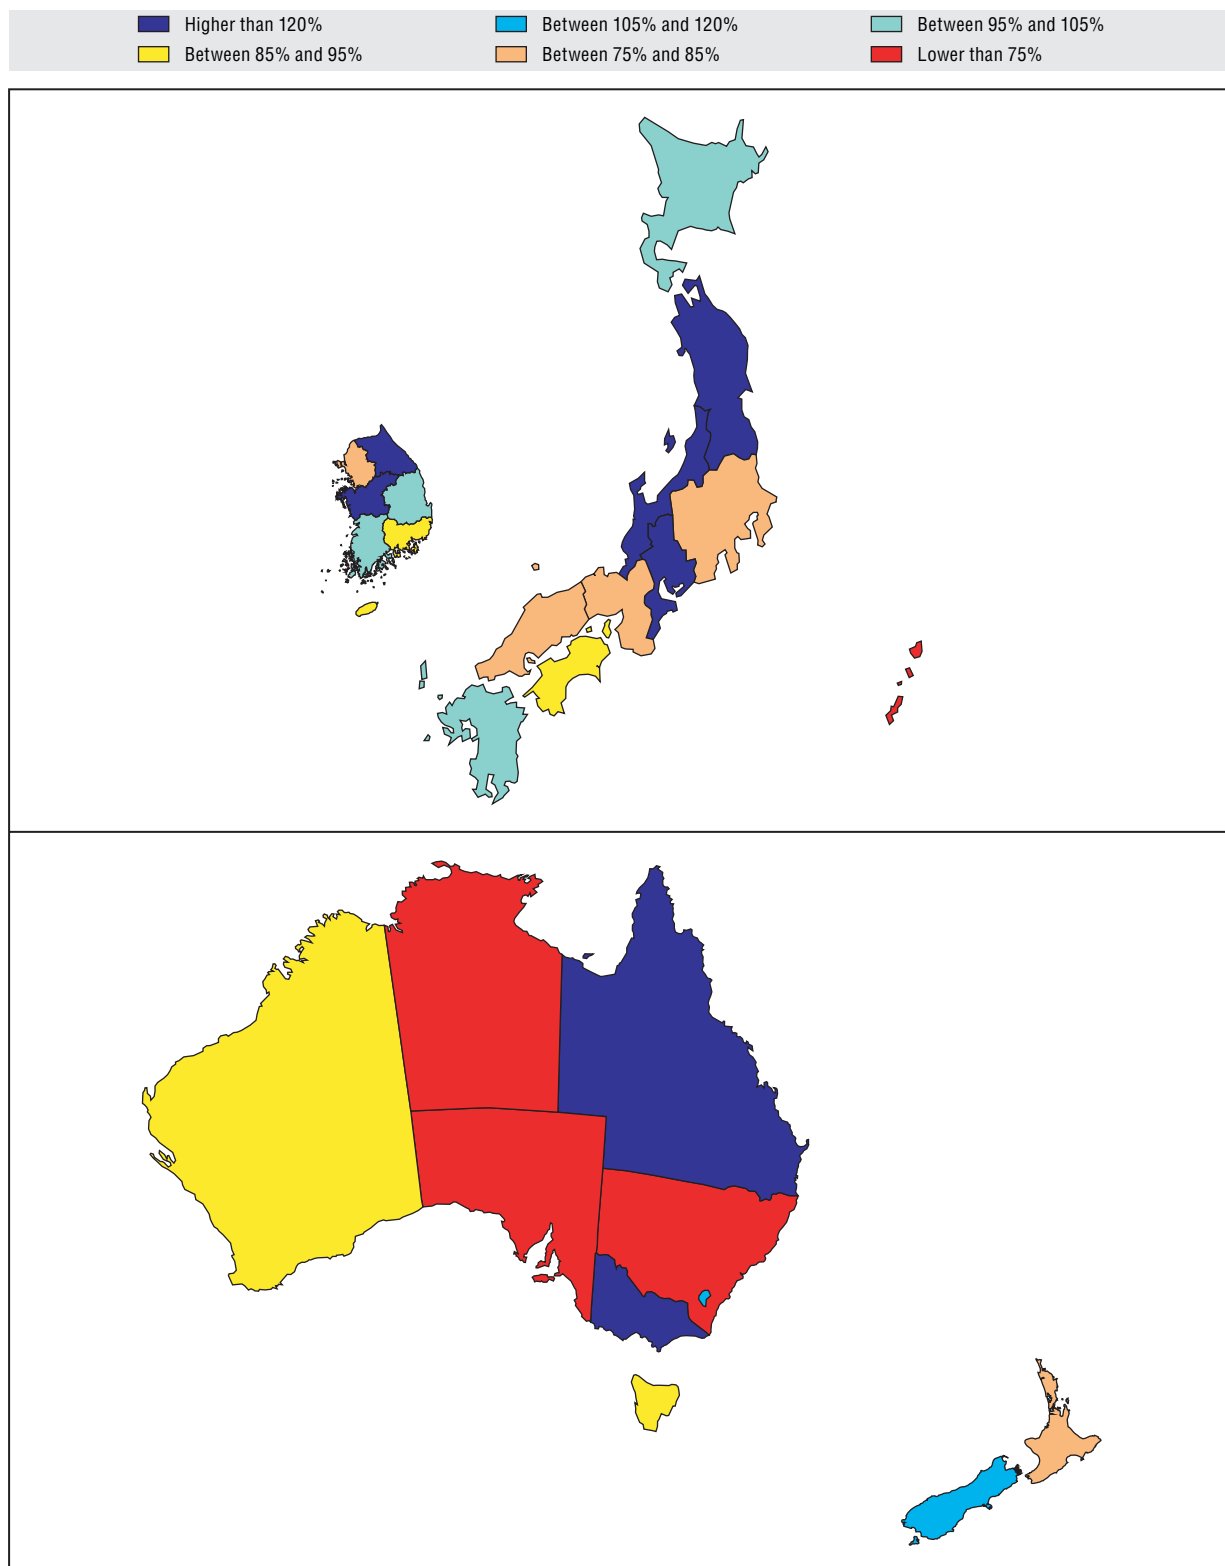 Higher than 120% Between 105% and 120% Between 95% and 105%
Between 85% and 95% Between 75% and 85% Lower than 75%